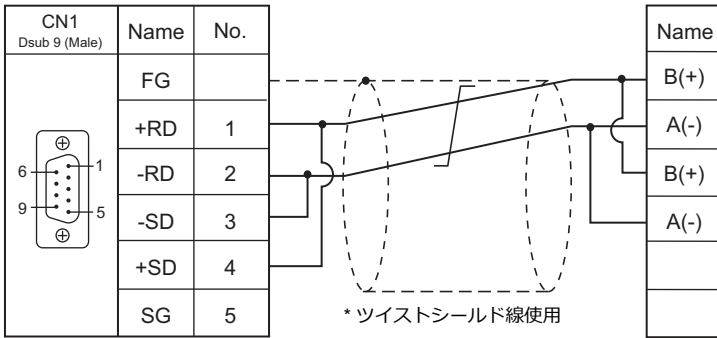 CN1
Dsub 9 (Male)
Name
No.
Name
FG
B(+)
+RD
1
A(-)
-RD
2
B(+)
-SD
3
A(-)
+SD
4
SG
5
6
1
9
5
* ツイストシールド線使用